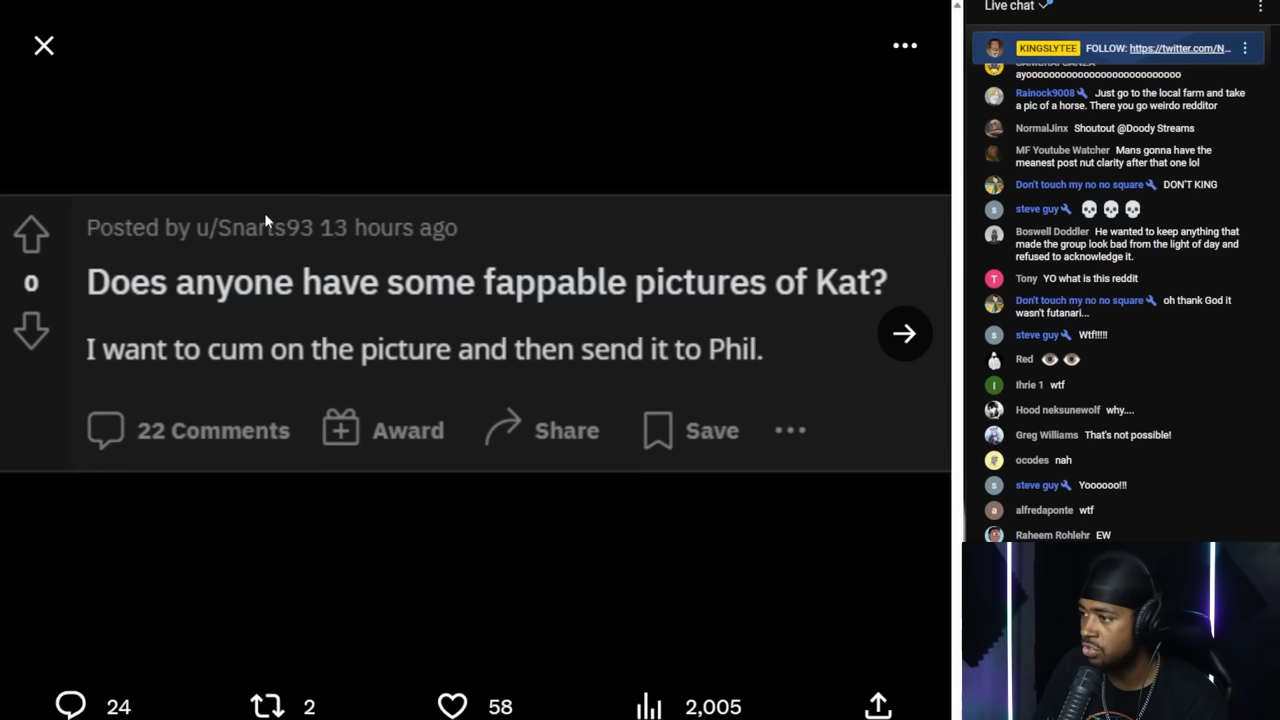 Posted by u/Snarts93 13 hours ago
0
Does anyone have some fappable pictures of Kat?
I want to cum on the picture and then send it to Phil.
22 Comments Award Share Save
24 2 58 2,005
Live chat
KINGSLYTEE FOLLOW: https://twitter.com/N...
ayoooooooooooooooooooooooooooo
Rainock9008 Just go to the local farm and take
a pic of a horse. There you go weirdo redditor
NormalJinx Shoutout @Doody Streams
MF Youtube Watcher Mans gonna have the
meanest post nut clarity after that one lol
Don't touch my no no square DON'T KING
s steve guy 💀 💀 💀
Boswell Doddler He wanted to keep anything that
made the group look bad from the light of day and
refused to acknowledge it.
T Tony YO what is this reddit
Don't touch my no no square oh thank God it
wasn't futanari...
s steve guy Wtf!!!!!
Red 👁 👁
I Ihrie 1 wtf
Hood neksunewolf why....
Greg Williams That's not possible!
ocodes nah
s steve guy Yoooooo!!!
a alfredaponte wtf
Raheem Rohlehr EW